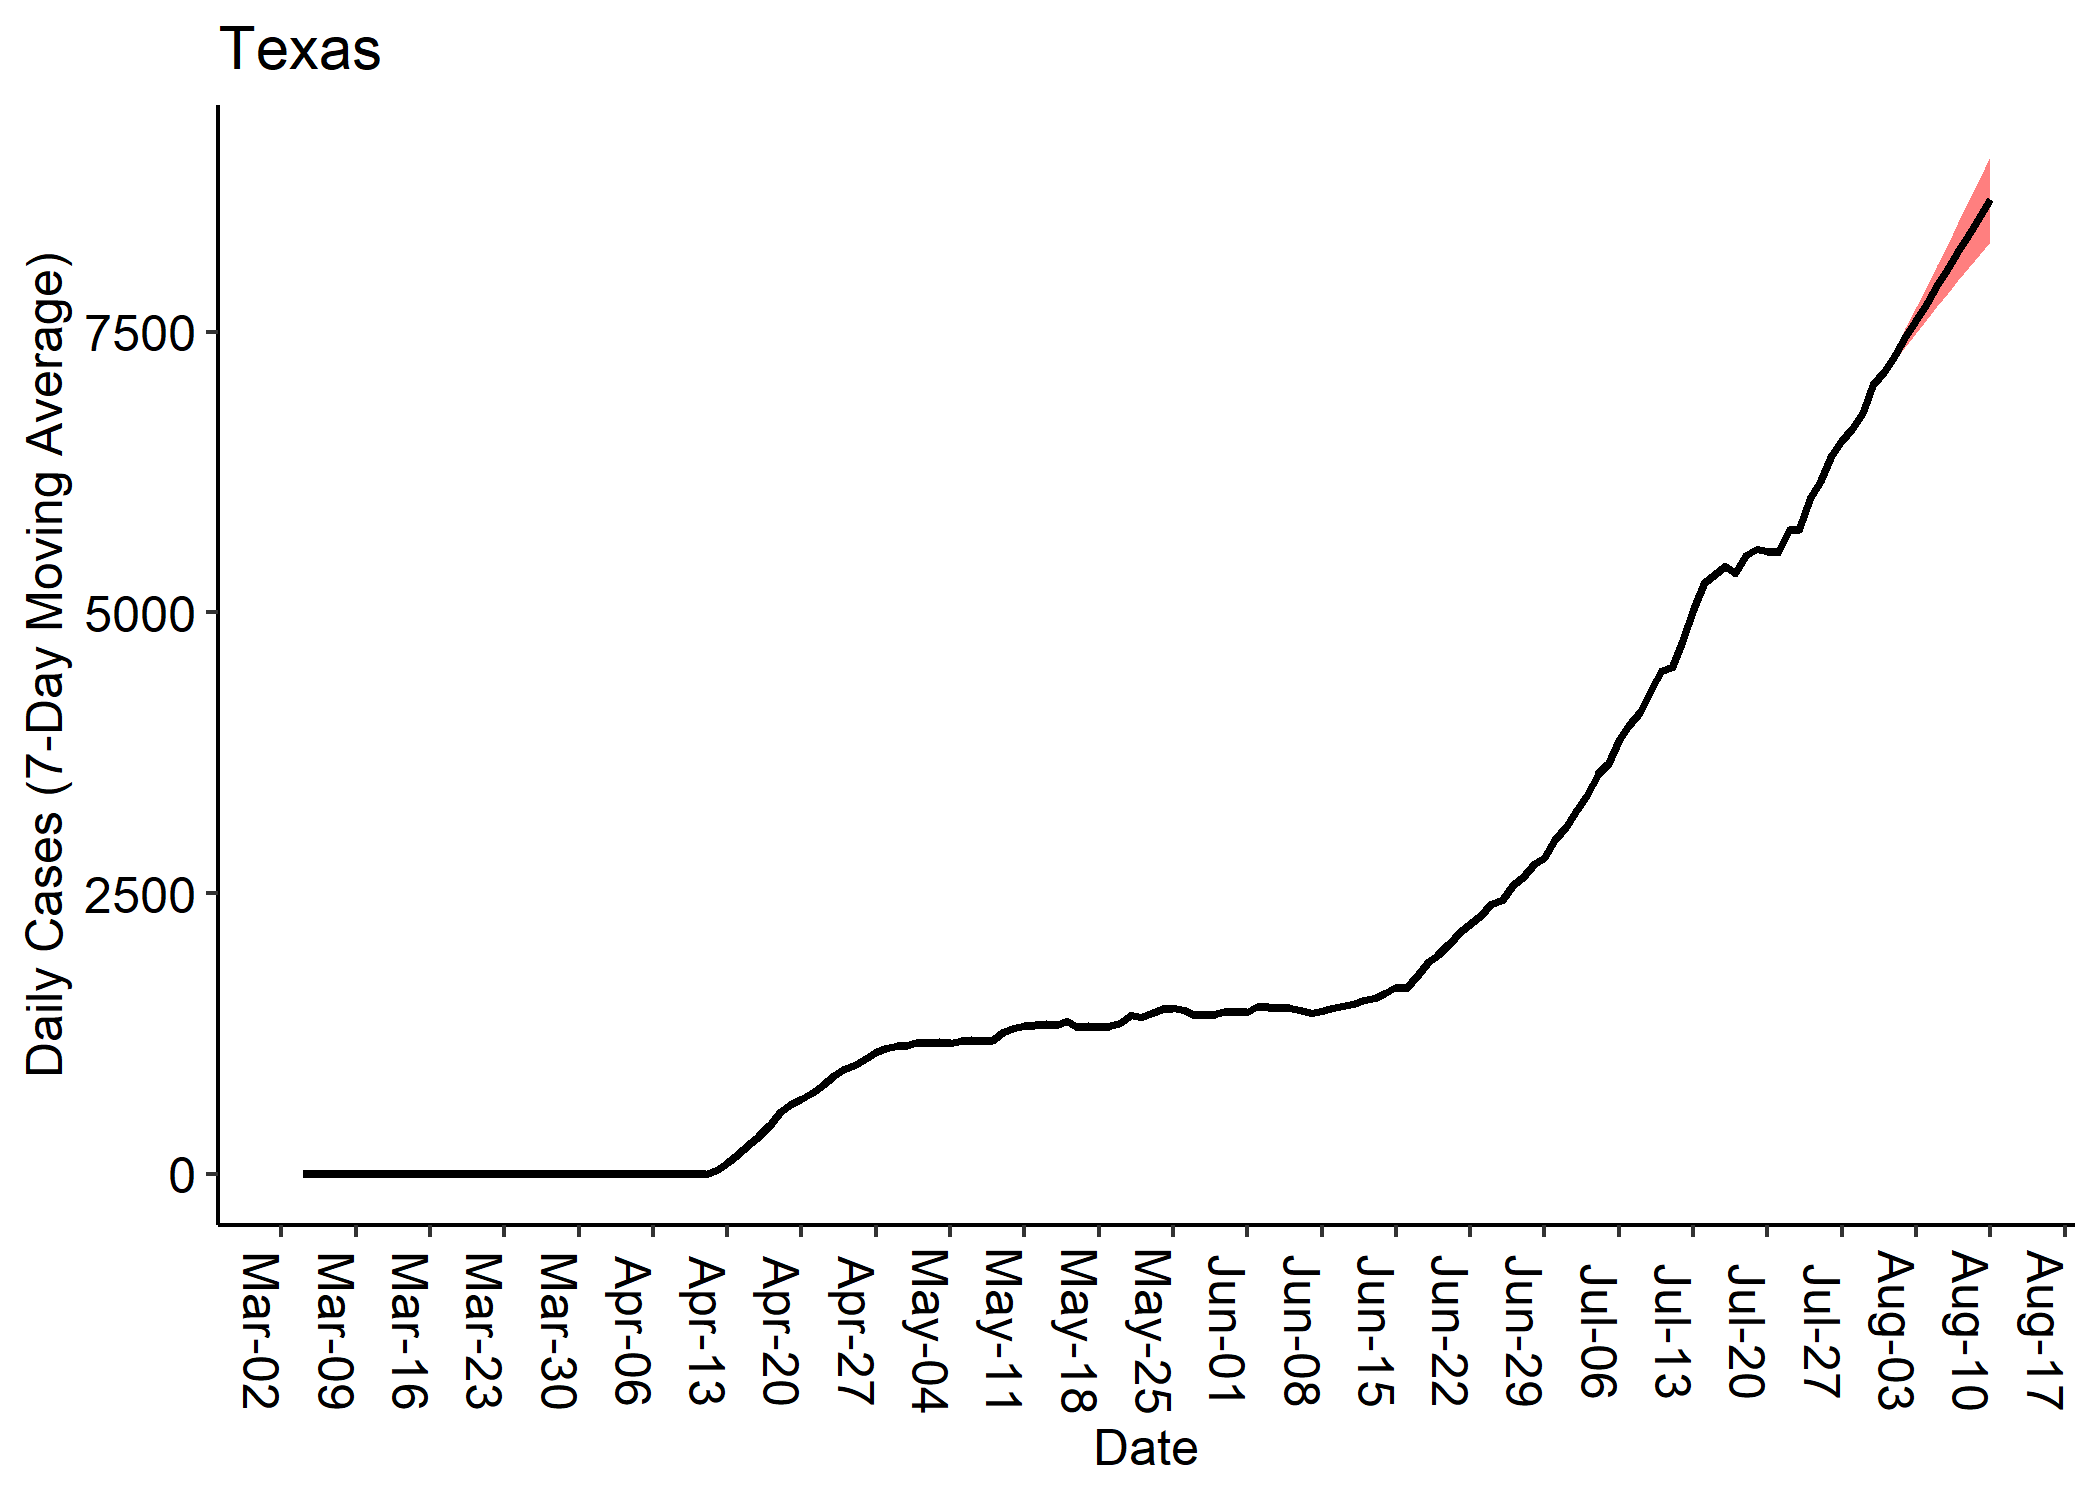 Texas
Daily Cases (7-Day Moving Average)
7500
5000
2500
0
Mar-02
Mar-09
Mar-16
Mar-23
Mar-30
Apr-06
Apr-13
Apr-20
Apr-27
May-04
May-11
May-18
May-25
Jun-01
Jun-08
Jun-15
Jun-22
Jun-29
Jul-06
Jul-13
Jul-20
Jul-27
Aug-03
Aug-10
Aug-17
Date